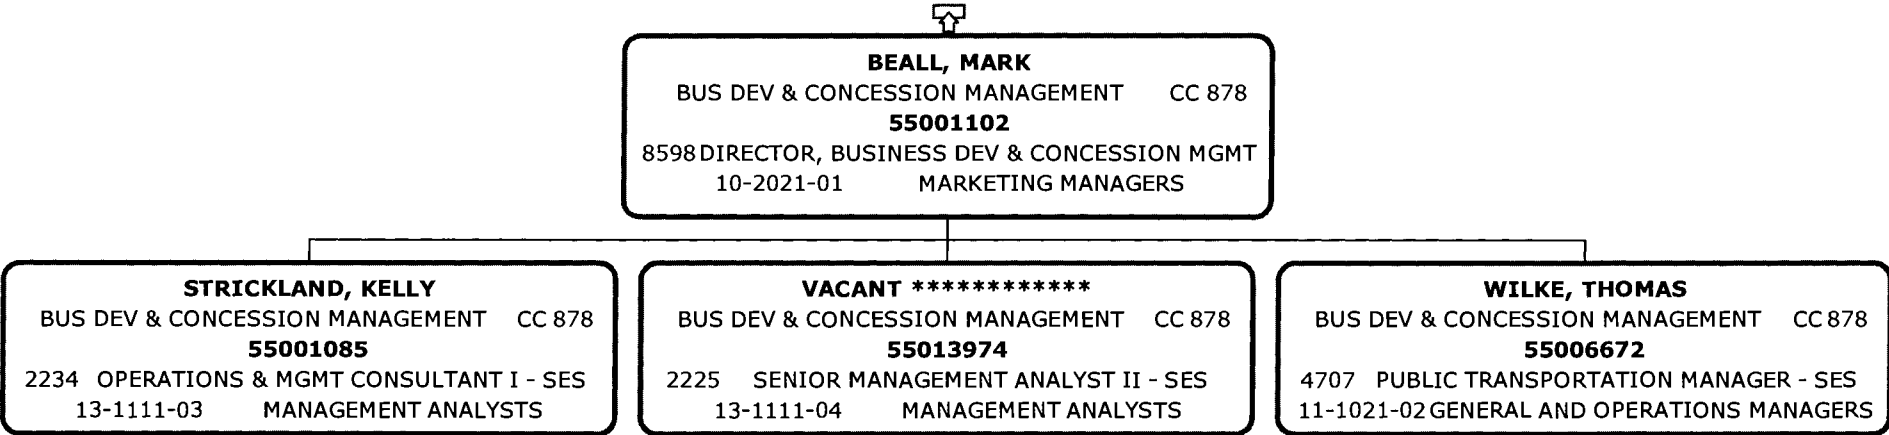 BEALL, MARK
BUS DEV & CONCESSION MANAGEMENT CC 878
55001102
8598 DIRECTOR, BUSINESS DEV & CONCESSION MGMT
10-2021-01 MARKETING MANAGERS
STRICKLAND, KELLY
BUS DEV & CONCESSION MANAGEMENT CC 878
55001085
2234 OPERATIONS & MGMT CONSULTANT I - SES
13-1111-03 MANAGEMENT ANALYSTS
VACANT ************
BUS DEV & CONCESSION MANAGEMENT CC 878
55013974
2225 SENIOR MANAGEMENT ANALYST II - SES
13-1111-04 MANAGEMENT ANALYSTS
WILKE, THOMAS
BUS DEV & CONCESSION MANAGEMENT CC 878
55006672
4707 PUBLIC TRANSPORTATION MANAGER - SES
11-1021-02 GENERAL AND OPERATIONS MANAGERS